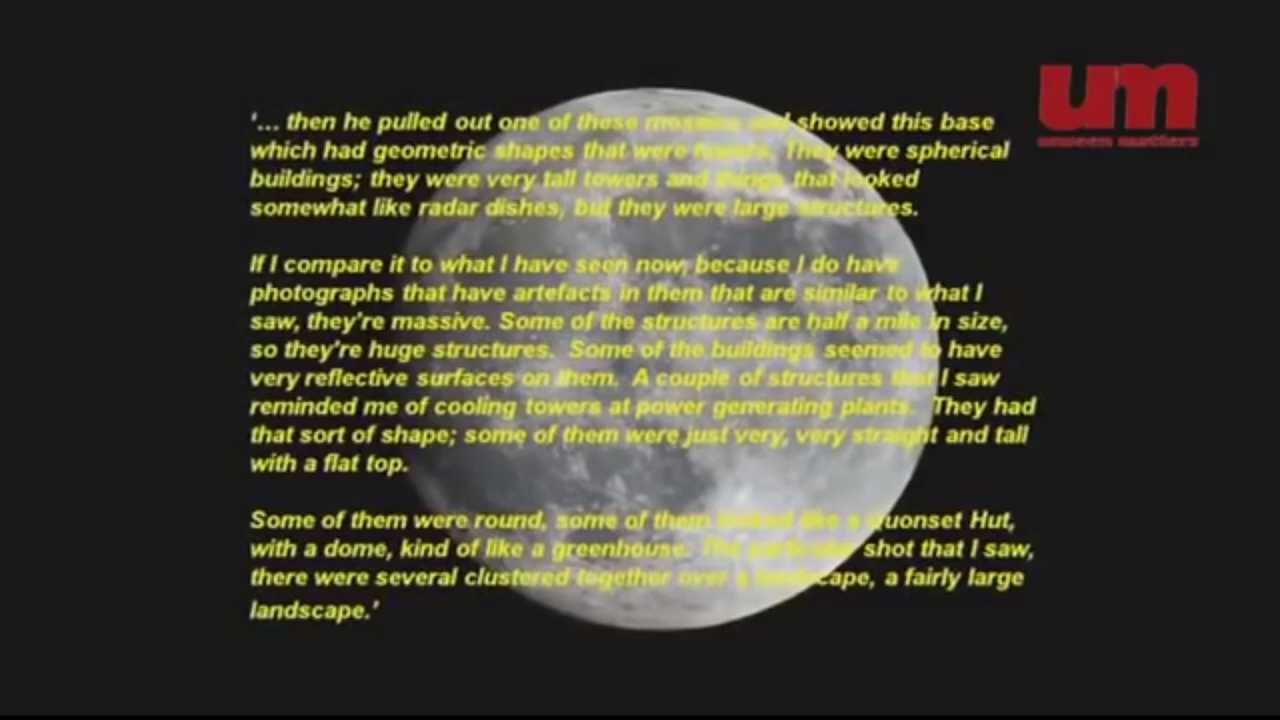 '... then he pulled out one of these mosaics and showed this base
which had geometric shapes that were towers. They were spherical
buildings; they were very tall towers and things that looked
somewhat like radar dishes, but they were large structures.
If I compare it to what I have seen now, because I do have
photographs that have artefacts in them that are similar to what I
saw, they're massive. Some of the structures are half a mile in size,
so they're huge structures. Some of the buildings seemed to have
very reflective surfaces on them. A couple of structures that I saw
reminded me of cooling towers at power generating plants. They had
that sort of shape; some of them were just very, very straight and tall
with a flat top.
Some of them were round, some of them looked like a Quonset Hut,
with a dome, kind of like a greenhouse. The particular shot that I saw,
there were several clustered together over a landscape, a fairly large
landscape.'
um
unseen matters